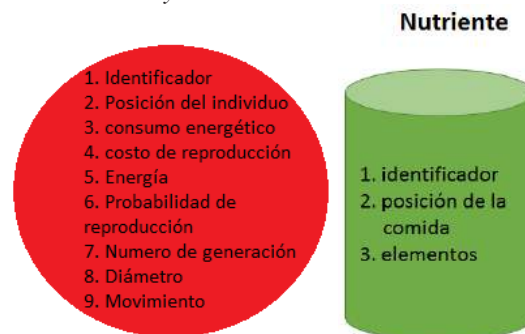 Nutriente
1. Identificador
2. Posición del individuo
3. consumo energético
4. costo de reproducción
5. Energía
6. Probabilidad de
reproducción
7. Numero de generación
8. Diámetro
9. Movimiento
1. identificador
2. posición de la
comida
3. elementos